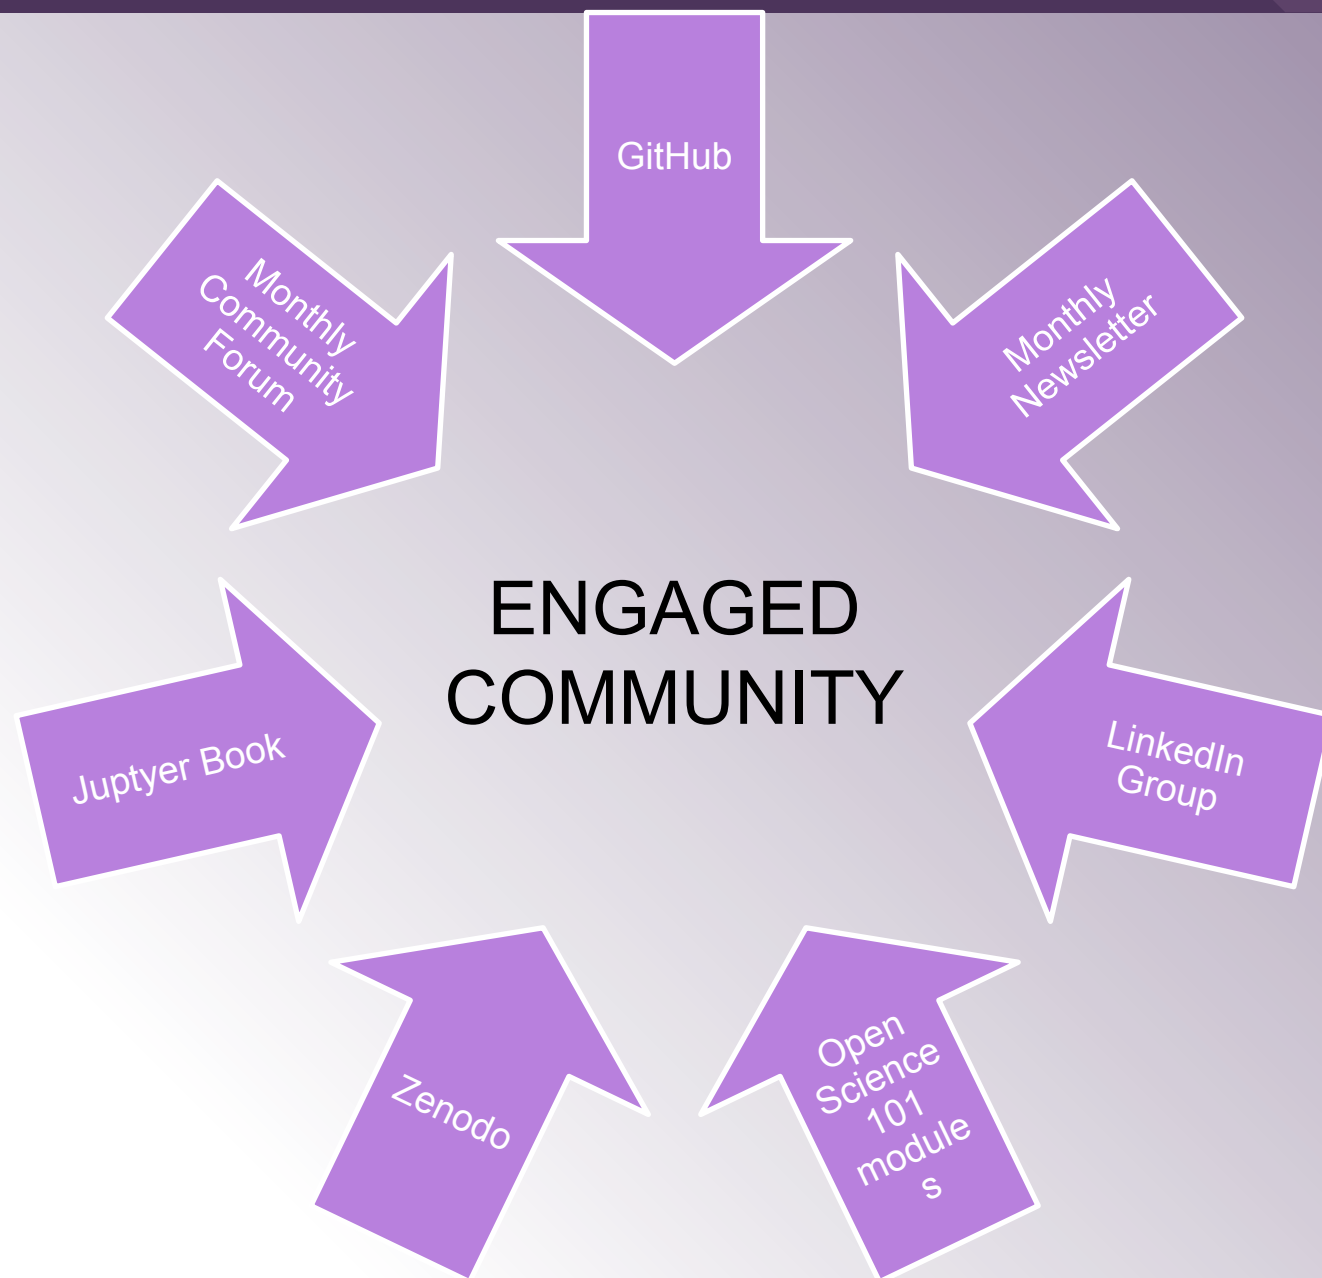 GitHub
Monthly
Newsletter
LinkedIn
Group
Open
Science
101
module
s
Zenodo
Juptyer Book
Monthly
Community
Forum
ENGAGED
COMMUNITY